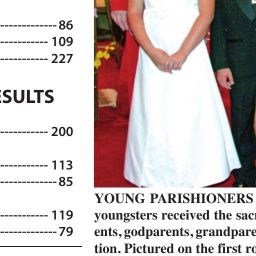 -------------- 86
------------ 109
------------ 227
ESULTS
------------ 200
------------ 113
-------------- 85
------------ 119
-------------- 79
YOUNG PARISHIONERS
youngsters received the sac
ents, godparents, grandpare
tion. Pictured on the first ro